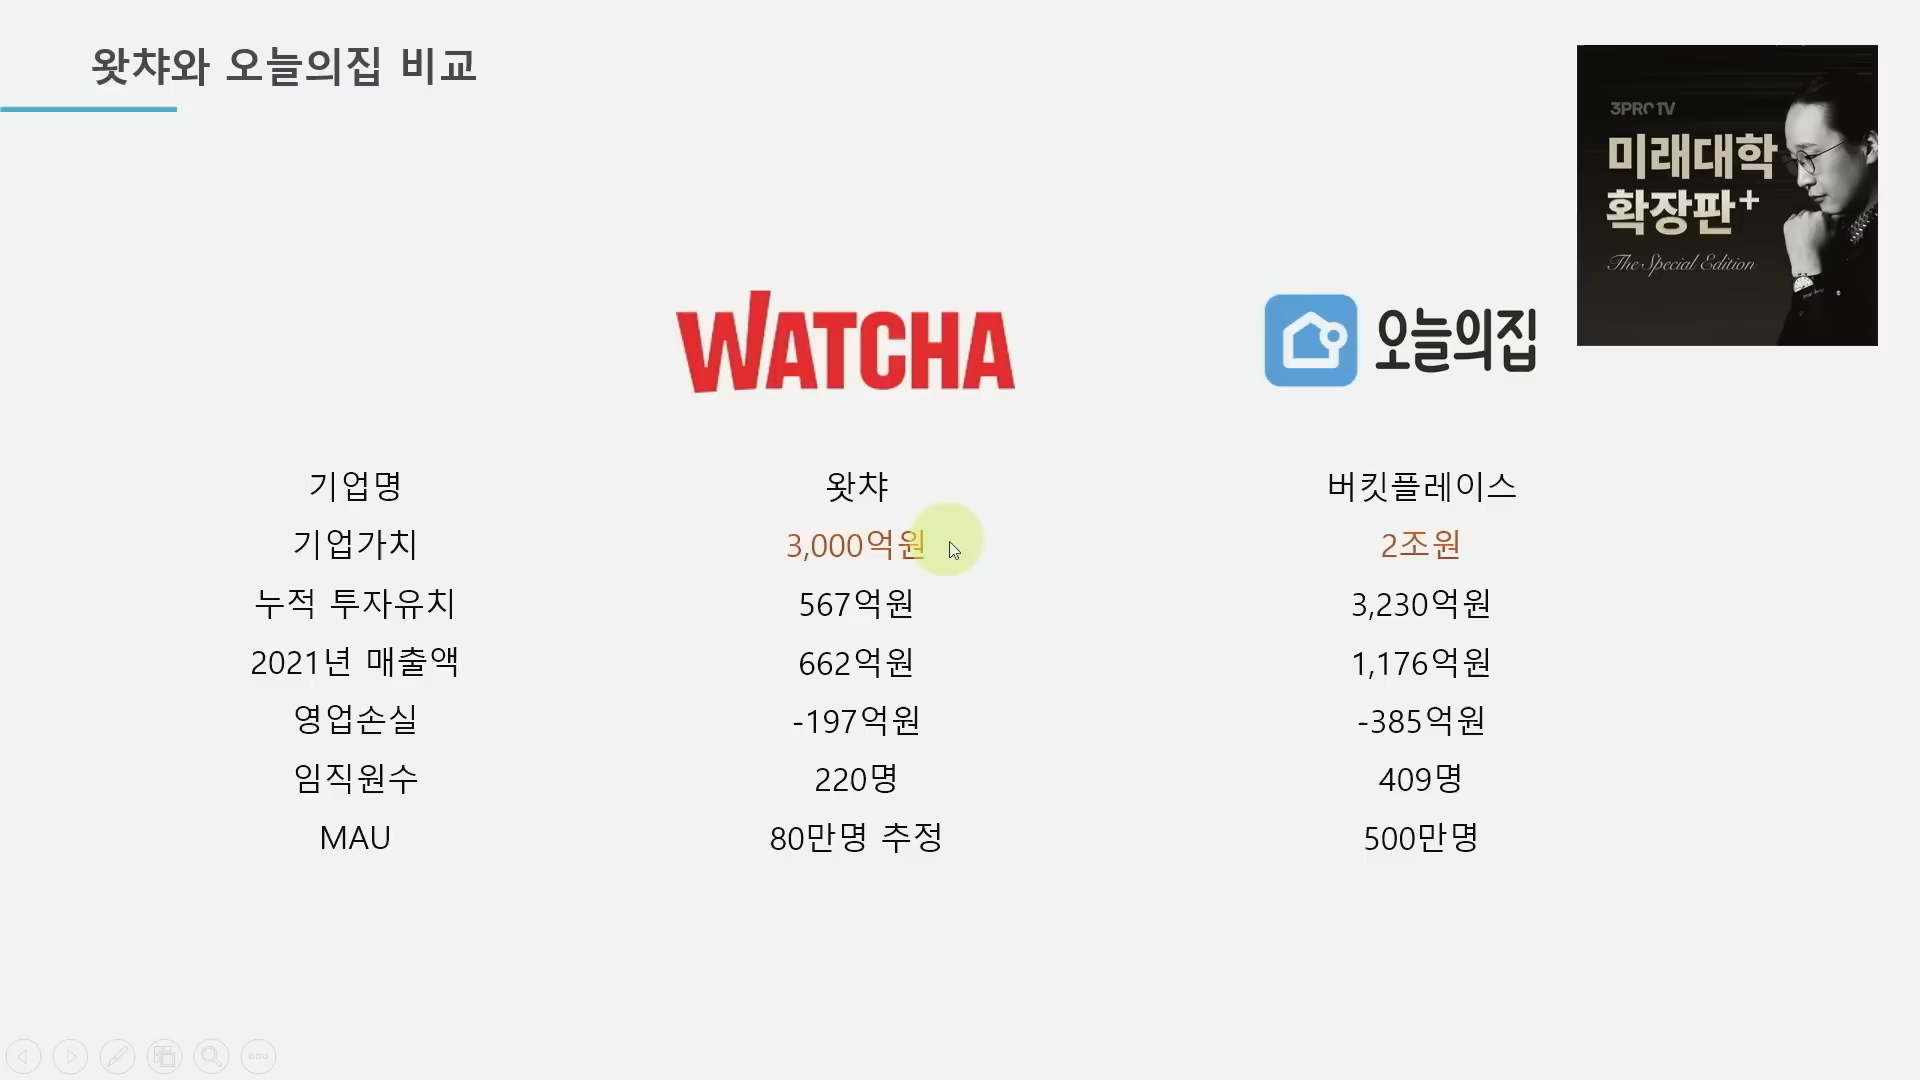 왓챠와 오늘의집 비교
3PRO TV
미래대학
확장판+
The Special Edition
WATCHA
오늘의집
기업명 왓챠 버킷플레이스
기업가치 3,000억원 2조원
누적 투자유치 567억원 3,230억원
2021년 매출액 662억원 1,176억원
영업손실 -197억원 -385억원
임직원수 220명 409명
MAU 80만명 추정 500만명